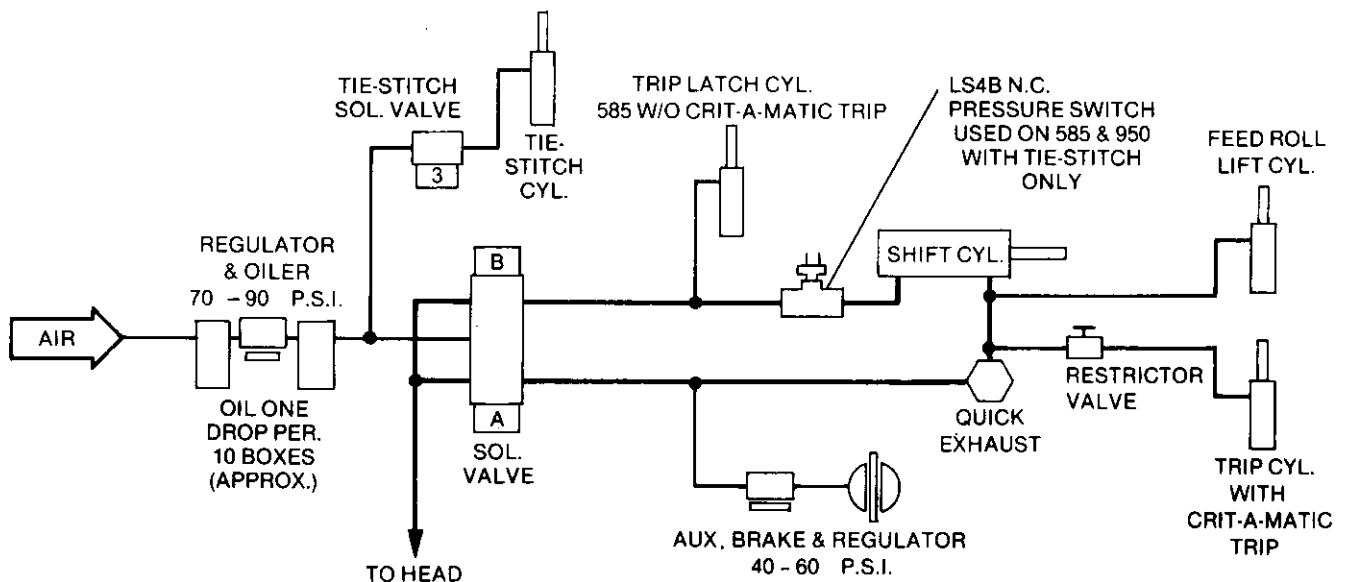 TIE-STITCH
SOL. VALVE
3
TIE-
STITCH
CYL.
TRIP LATCH CYL.
585 W/O CRIT-A-MATIC TRIP
LS4B N.C.
PRESSURE SWITCH
USED ON 585 & 950
WITH TIE-STITCH
ONLY
FEED ROLL
LIFT CYL.
REGULATOR
& OILER
70 - 90 P.S.I.
AIR
OIL ONE
DROP PER.
10 BOXES
(APPROX.)
B
A
SOL.
VALVE
SHIFT CYL.
QUICK
EXHAUST
RESTRICTOR
VALVE
TRIP CYL.
WITH
CRIT-A-MATIC
TRIP
AUX, BRAKE & REGULATOR
40 - 60 P.S.I.
TO HEAD